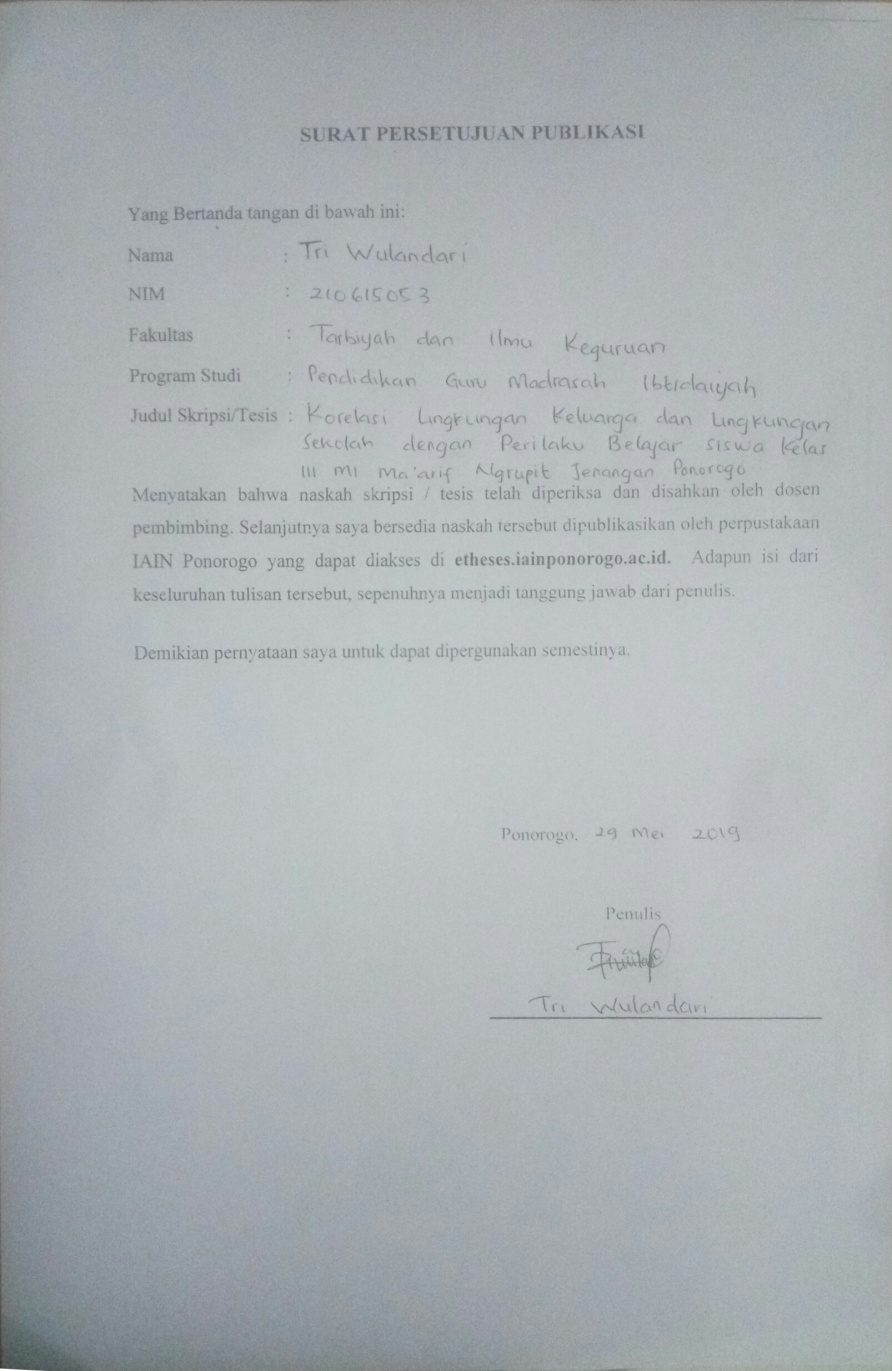 SURAT PERSETUJUAN PUBLIKASI
Yang Bertanda tangan di bawah ini:
Nama : Tri Wulandari
NIM : 210615053
Fakultas : Tarbiyah dan Ilmu Keguruan
Program Studi : Pendidikan Guru Madrasah Ibtidaiyah
Judul Skripsi/Tesis : Korelasi Lingkungan Keluarga dan Lingkungan
Sekolah dengan Perilaku Belajar Siswa Kelas
III MI Ma'arif Ngrupit Jenangan Ponorogo
Menyatakan bahwa naskah skripsi / tesis telah diperiksa dan disahkan oleh dosen
pembimbing. Selanjutnya saya bersedia naskah tersebut dipublikasikan oleh perpustakaan
IAIN Ponorogo yang dapat diakses di etheses.iainponorogo.ac.id. Adapun isi dari
keseluruhan tulisan tersebut, sepenuhnya menjadi tanggung jawab dari penulis.
Demikian pernyataan saya untuk dapat dipergunakan semestinya.
Ponorogo, 29 Mei 2019
Penulis
Tri Wulandari